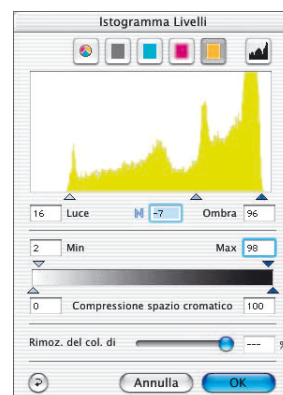 Istogramma Livelli
16 Luce -7 Ombra 96
2 Min Max 98
0 Compressione spazio cromatico 100
Rimoz. del col. di --- %
Annulla OK